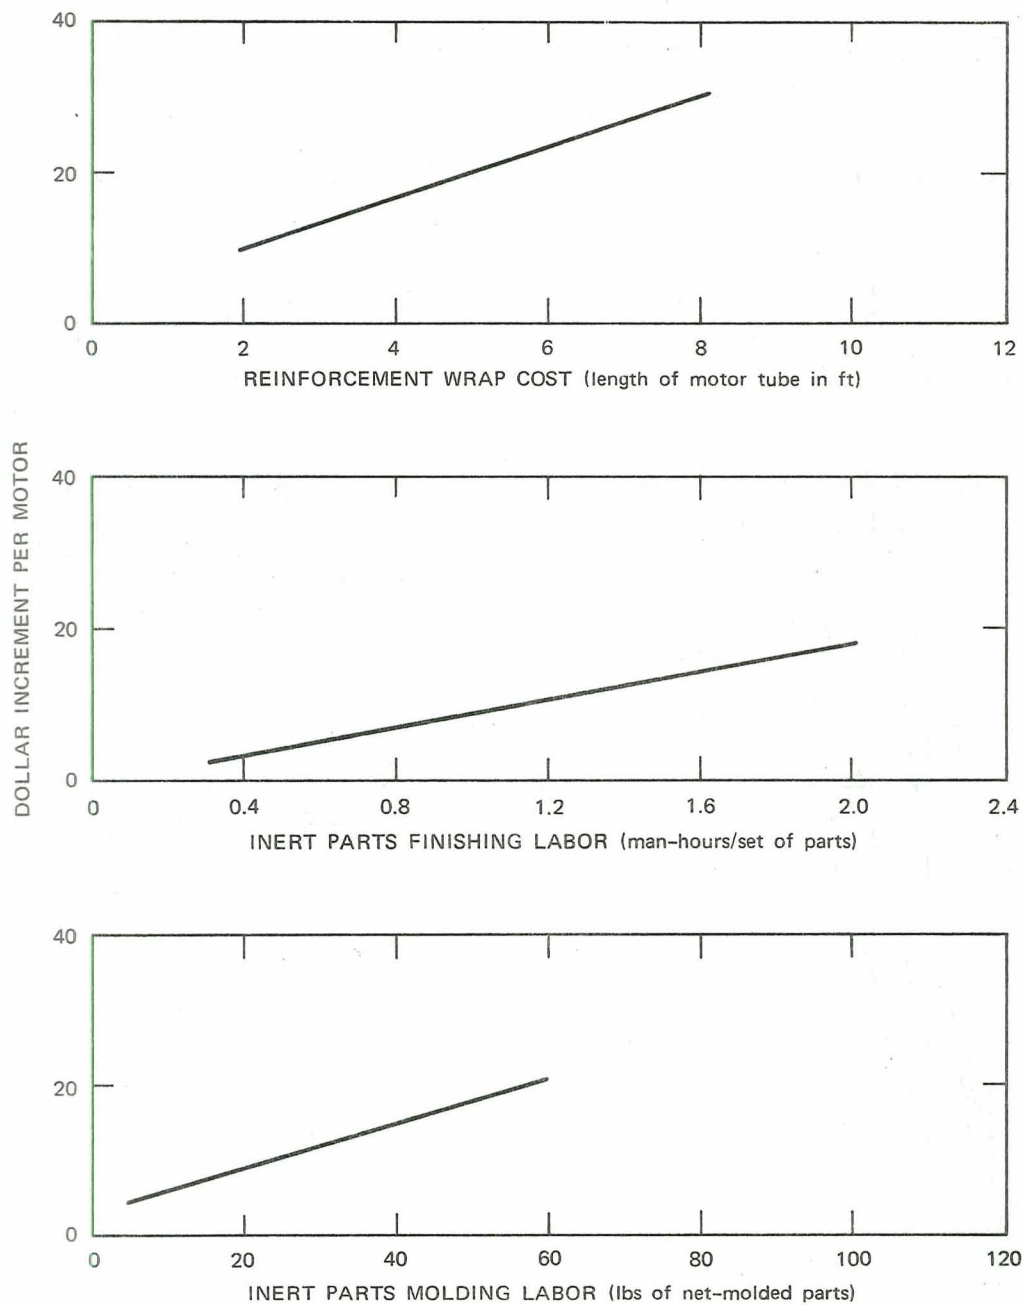 40
20
0
0 2 4 6 8 10 12
REINFORCEMENT WRAP COST (length of motor tube in ft)
DOLLAR INCREMENT PER MOTOR
40
20
0
0 0.4 0.8 1.2 1.6 2.0 2.4
INERT PARTS FINISHING LABOR (man-hours/set of parts)
40
20
0
0 20 40 60 80 100 120
INERT PARTS MOLDING LABOR (lbs of net-molded parts)